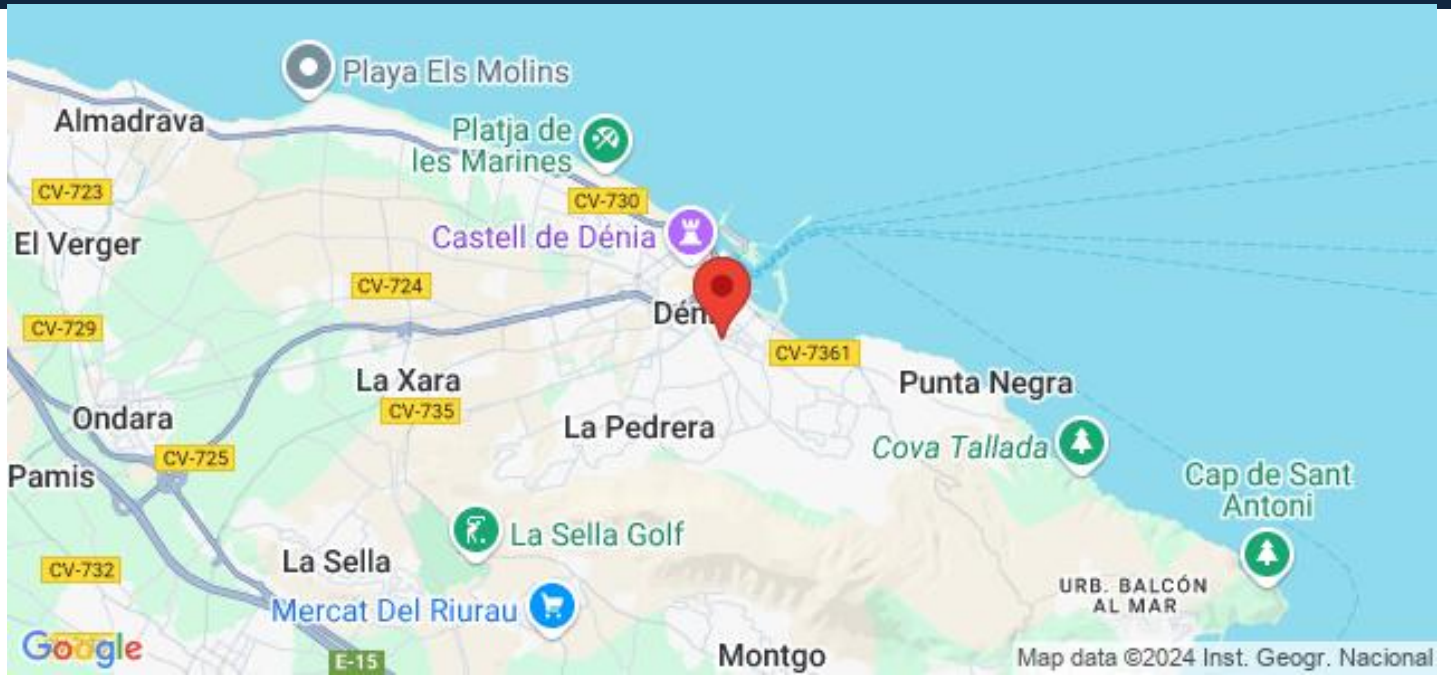 Playa Els Molins
Almadrava
Platja de
les Marines
CV-723
CV-730
El Verger
Castell de Dénia
CV-724
Dén
CV-729
CV-7361
La Xara
Punta Negra
CV-735
Ondara
La Pedrera
Cova Tallada
CV-725
Pamis
Cap de Sant
Antoni
La Sella Golf
La Sella
CV-732
URB. BALCÓN
AL MAR
Mercat Del Riurau
Google
E-15
Montgo
Map data ©2024 Inst. Geogr. Nacional